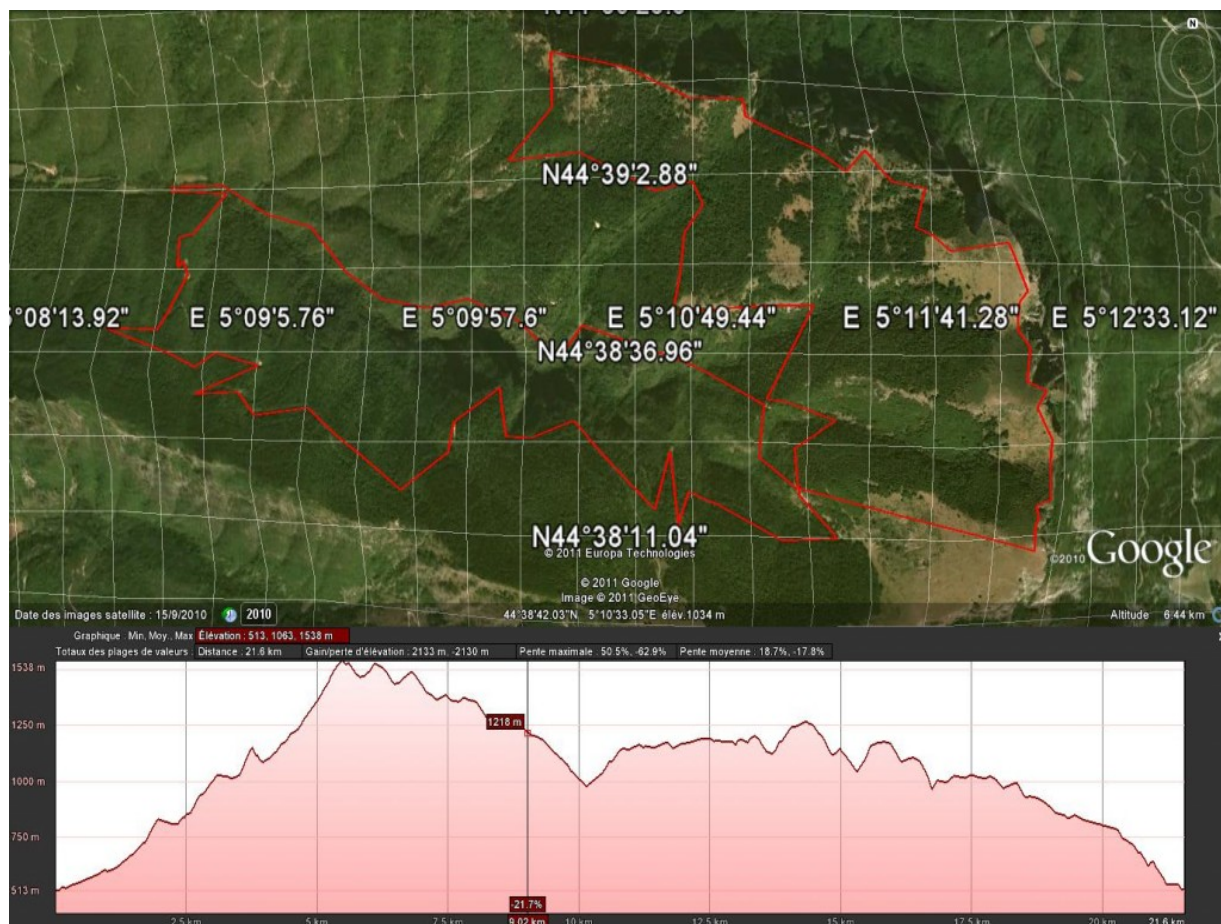 N44°39'2.88"
5°08'13.92" E 5°09'5.76" E 5°09'57.6" E 5°10'49.44" E 5°11'41.28" E 5°12'33.12"
N44°38'36.96"
N44°38'11.04"
© 2011 Europa Technologies
© 2011 Google
Image © 2011 GeoEye
©2010 Google
N
Date des images satellite : 15/9/2010 2010 44°38'42.03"N 5°10'33.05"E élév.1034 m Altitude 6.44 km
Graphique . Min, Moy., Max Élévation : 513, 1063, 1538 m
Totaux des plages de valeurs : Distance . 21.6 km Gain/perte d'élévation : 2133 m, -2130 m Pente maximale : 50.5%, -62.9% Pente moyenne : 18.7%, -17.8%
1538 m
1250 m
1218 m
1000 m
750 m
513 m
-21.7%
2.5 km 5 km 7.5 km 9.02 km 10 km 12.5 km 15 km 17.5 km 20 km 21.6 km